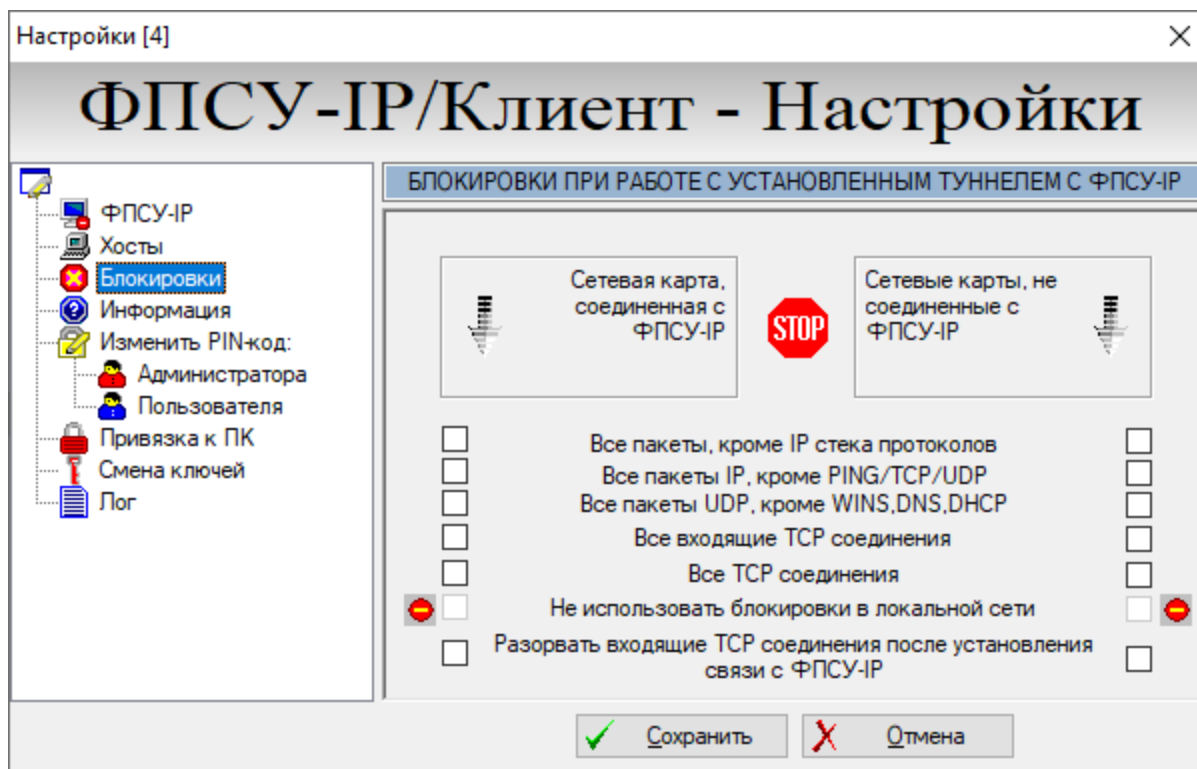 Настройки [4]
ФПСУ-IP/Клиент - Настройки
ФПСУ-IP
Хосты
Блокировки
Информация
Изменить PIN-код:
Администратора
Пользователя
Привязка к ПК
Смена ключей
Лог
БЛОКИРОВКИ ПРИ РАБОТЕ С УСТАНОВЛЕННЫМ ТУННЕЛЕМ С ФПСУ-IP
Сетевая карта,
соединенная с
ФПСУ-IP
STOP
Сетевые карты, не
соединенные с
ФПСУ-IP
Все пакеты, кроме IP стека протоколов
Все пакеты IP, кроме PING/TCP/UDP
Все пакеты UDP, кроме WINS,DNS,DHCP
Все входящие TCP соединения
Все TCP соединения
Не использовать блокировки в локальной сети
Разорвать входящие TCP соединения после установления
связи с ФПСУ-IP
Сохранить
Отмена